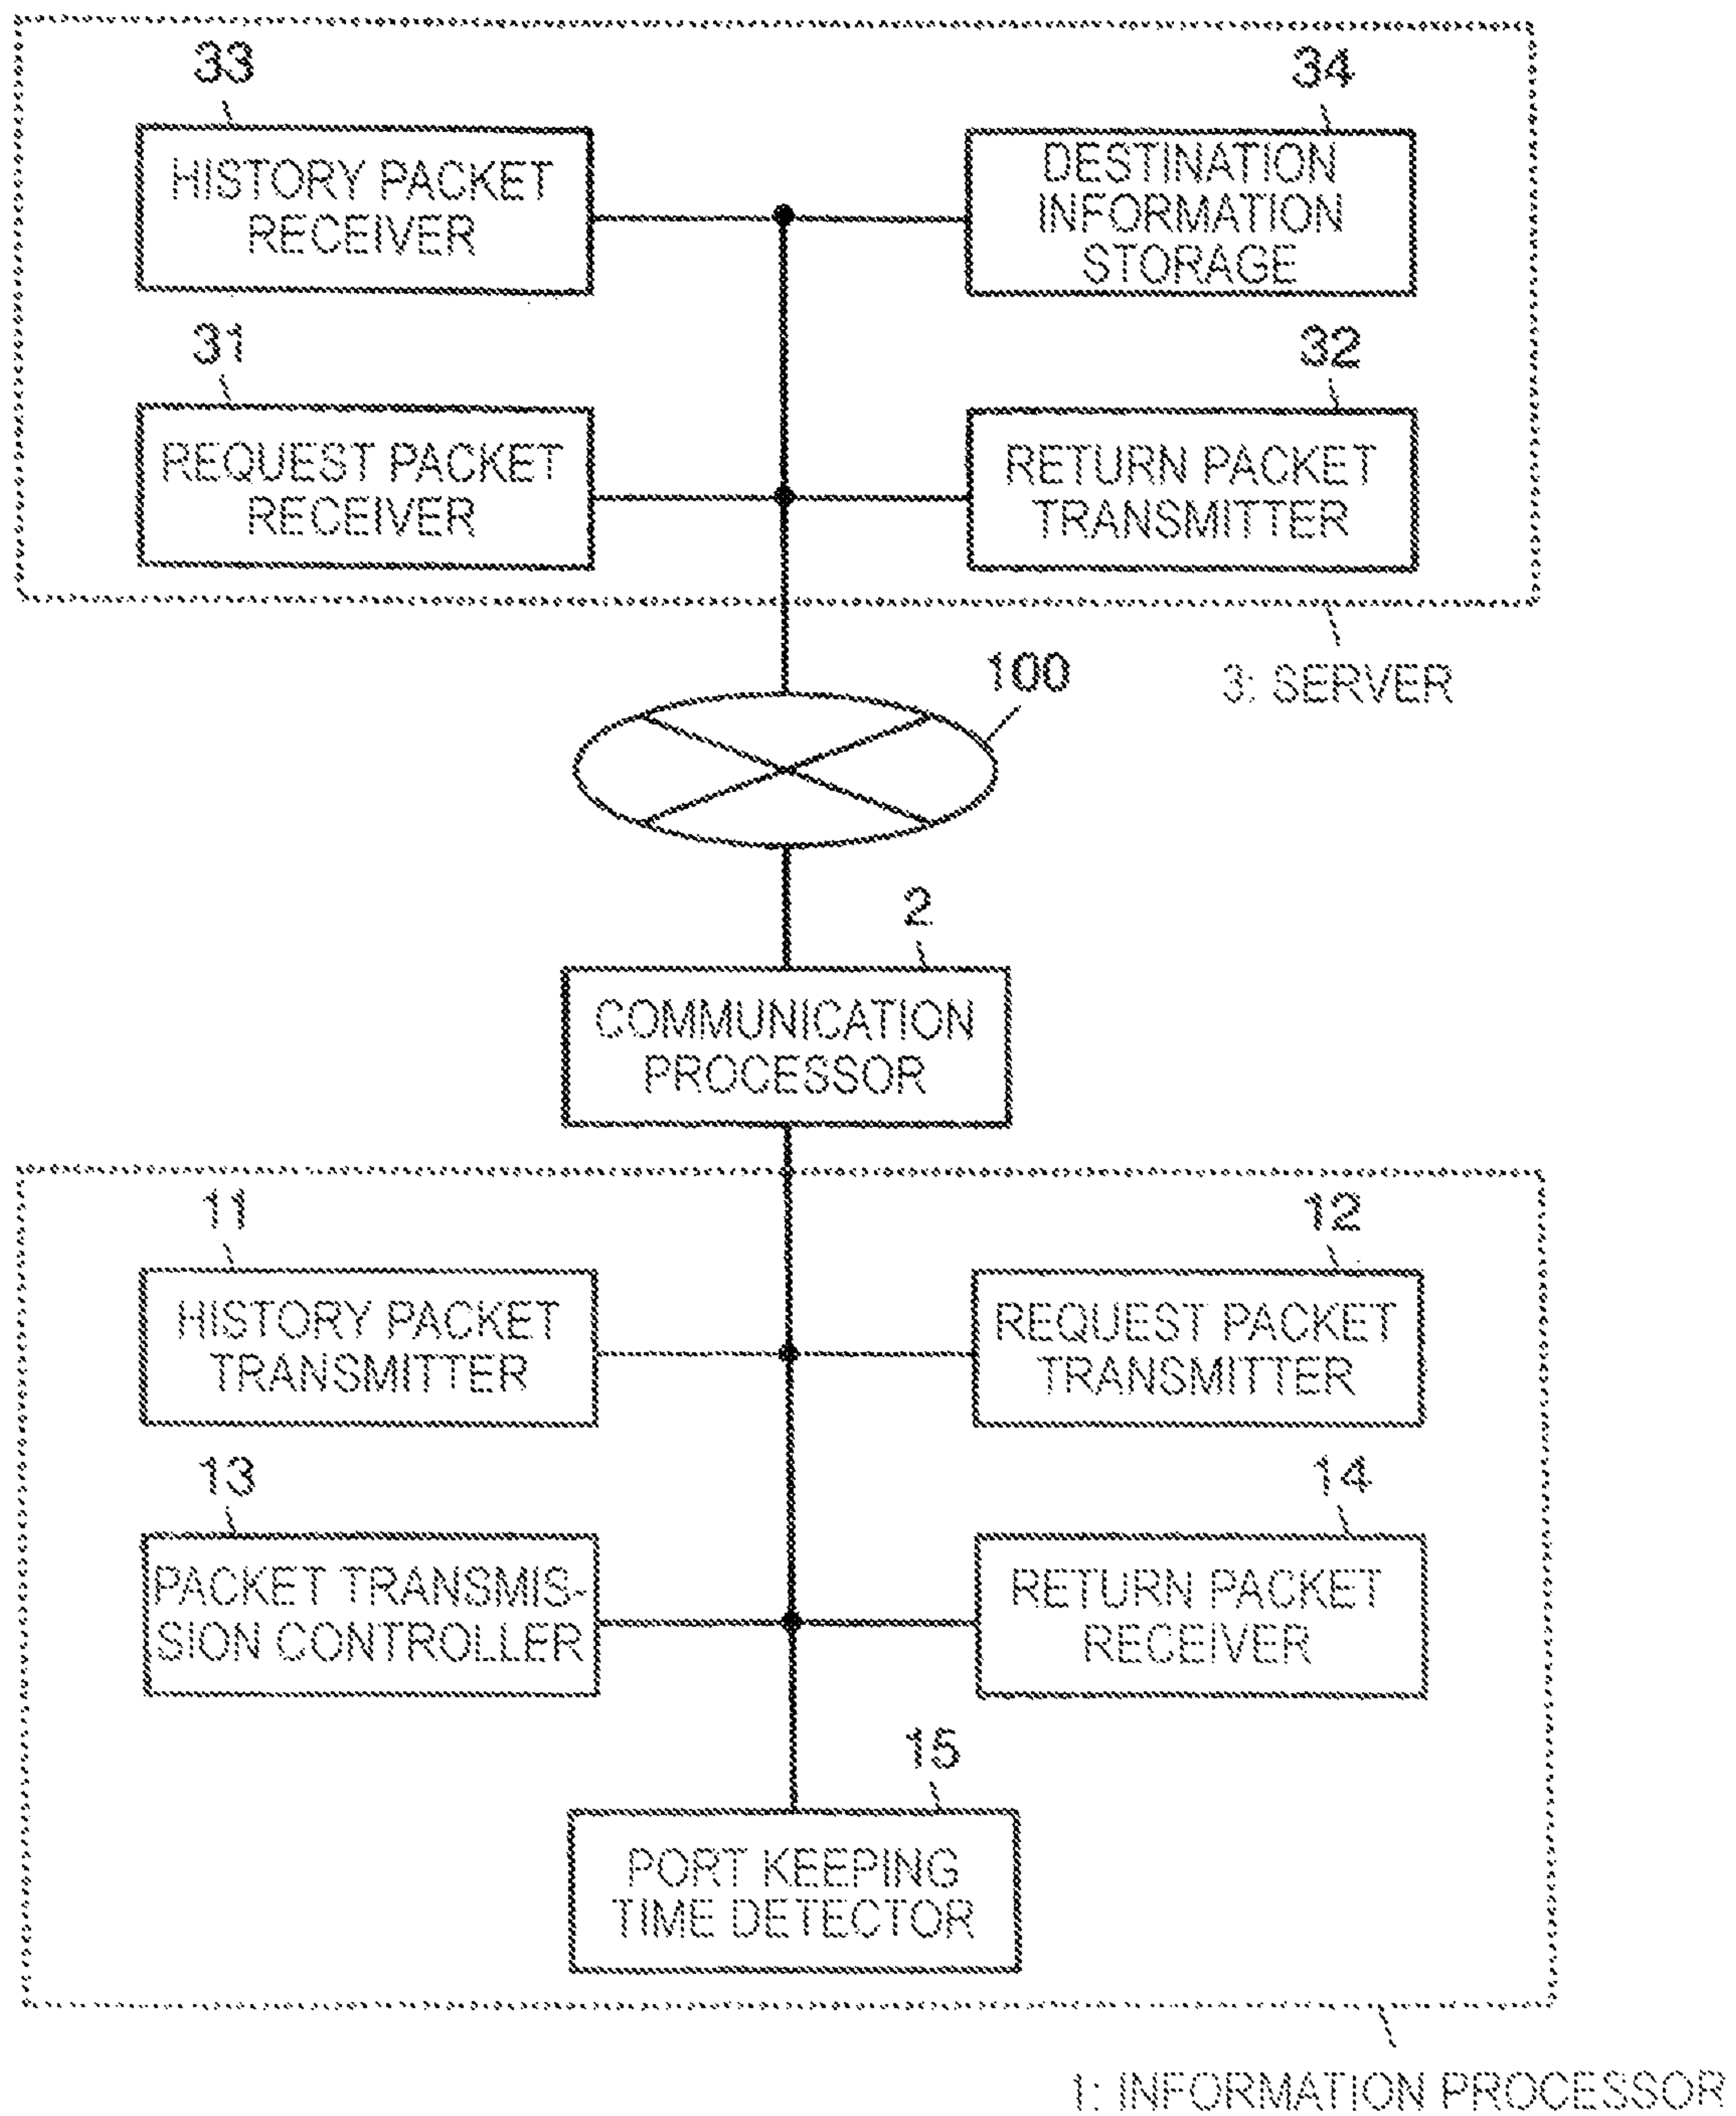 33
34
HISTORY PACKET
RECEIVER
DESTINATION
INFORMATION
STORAGE
31
32
REQUEST PACKET
RECEIVER
RETURN PACKET
TRANSMITTER
3: SERVER
100
2
COMMUNICATION
PROCESSOR
11
12
HISTORY PACKET
TRANSMITTER
REQUEST PACKET
TRANSMITTER
13
14
PACKET TRANSMIS-
SION CONTROLLER
RETURN PACKET
RECEIVER
15
PORT KEEPING
TIME DETECTOR
1: INFORMATION PROCESSOR